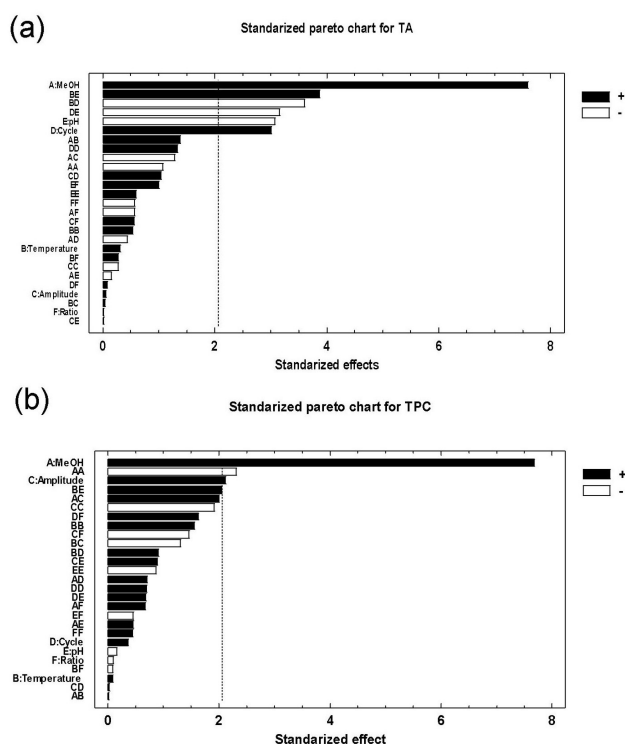 (a)
Standarized pareto chart for TA
A:MeOH
BE
BD
DE
E:pH
D:Cycle
AB
DD
AC
AA
CD
EF
EE
FF
AF
CF
BB
AD
B:Temperature
BF
CC
AE
DF
C:Amplitude
BC
F:Ratio
CE
+
-
0 2 4 6 8
Standarized effects
(b)
Standarized pareto chart for TPC
A:MeOH
AA
C:Amplitude
BE
AC
CC
DF
BB
CF
BC
BD
CE
EE
AD
DD
DE
AF
EF
AE
FF
D:Cycle
E:pH
F:Ratio
BF
B:Temperature
CD
AB
+
-
0 2 4 6 8
Standarized effect